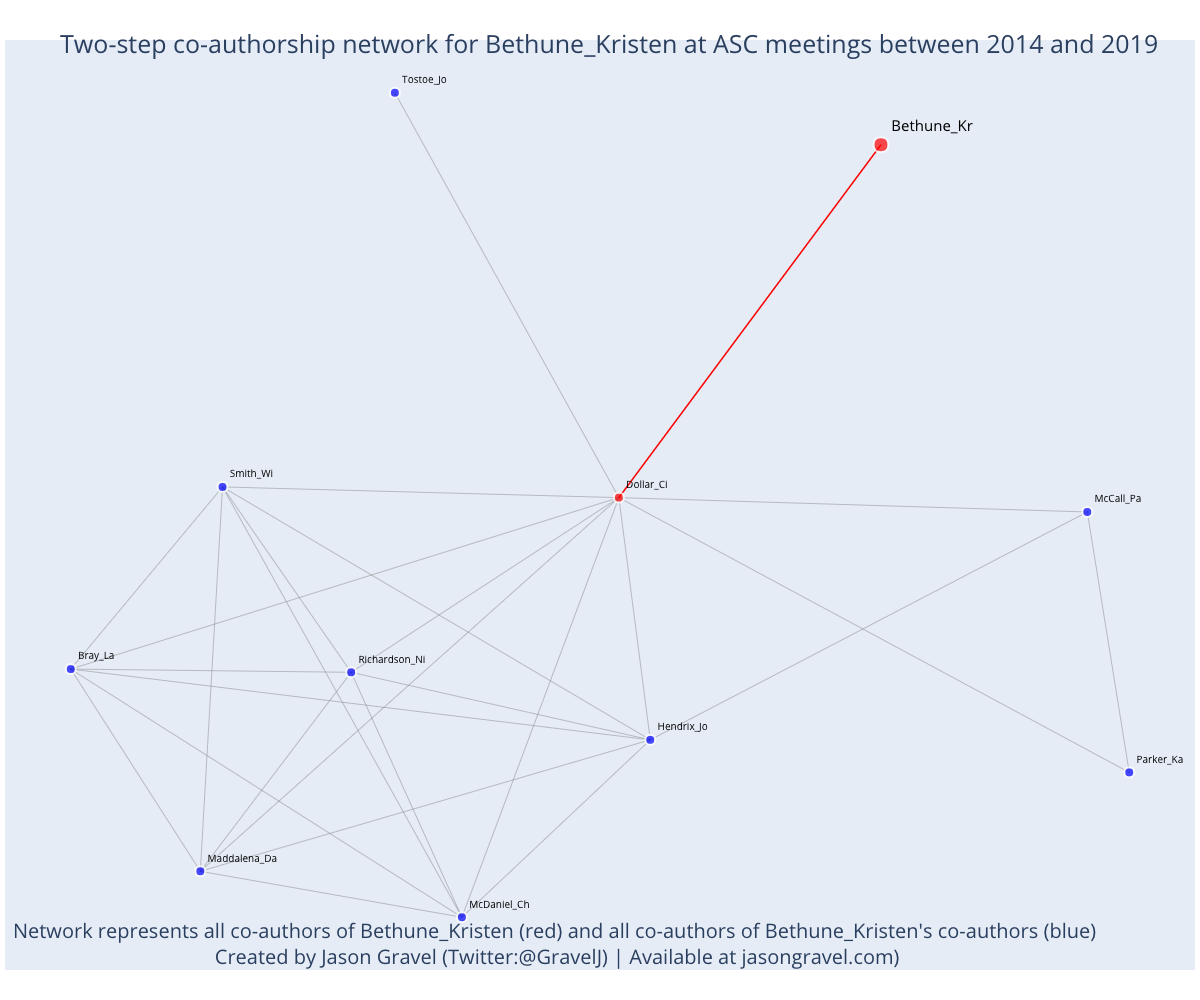 Two-step co-authorship network for Bethune_Kristen at ASC meetings between 2014 and 2019
Tostoe_Jo
Bethune_Kr
Smith_Wi
Dollar_Ci
McCall_Pa
Bray_La
Richardson_Ni
Hendrix_Jo
Parker_Ka
Maddalena_Da
McDaniel_Ch
Network represents all co-authors of Bethune_Kristen (red) and all co-authors of Bethune_Kristen's co-authors (blue)
Created by Jason Gravel (Twitter:@GravelJ) | Available at jasongravel.com)